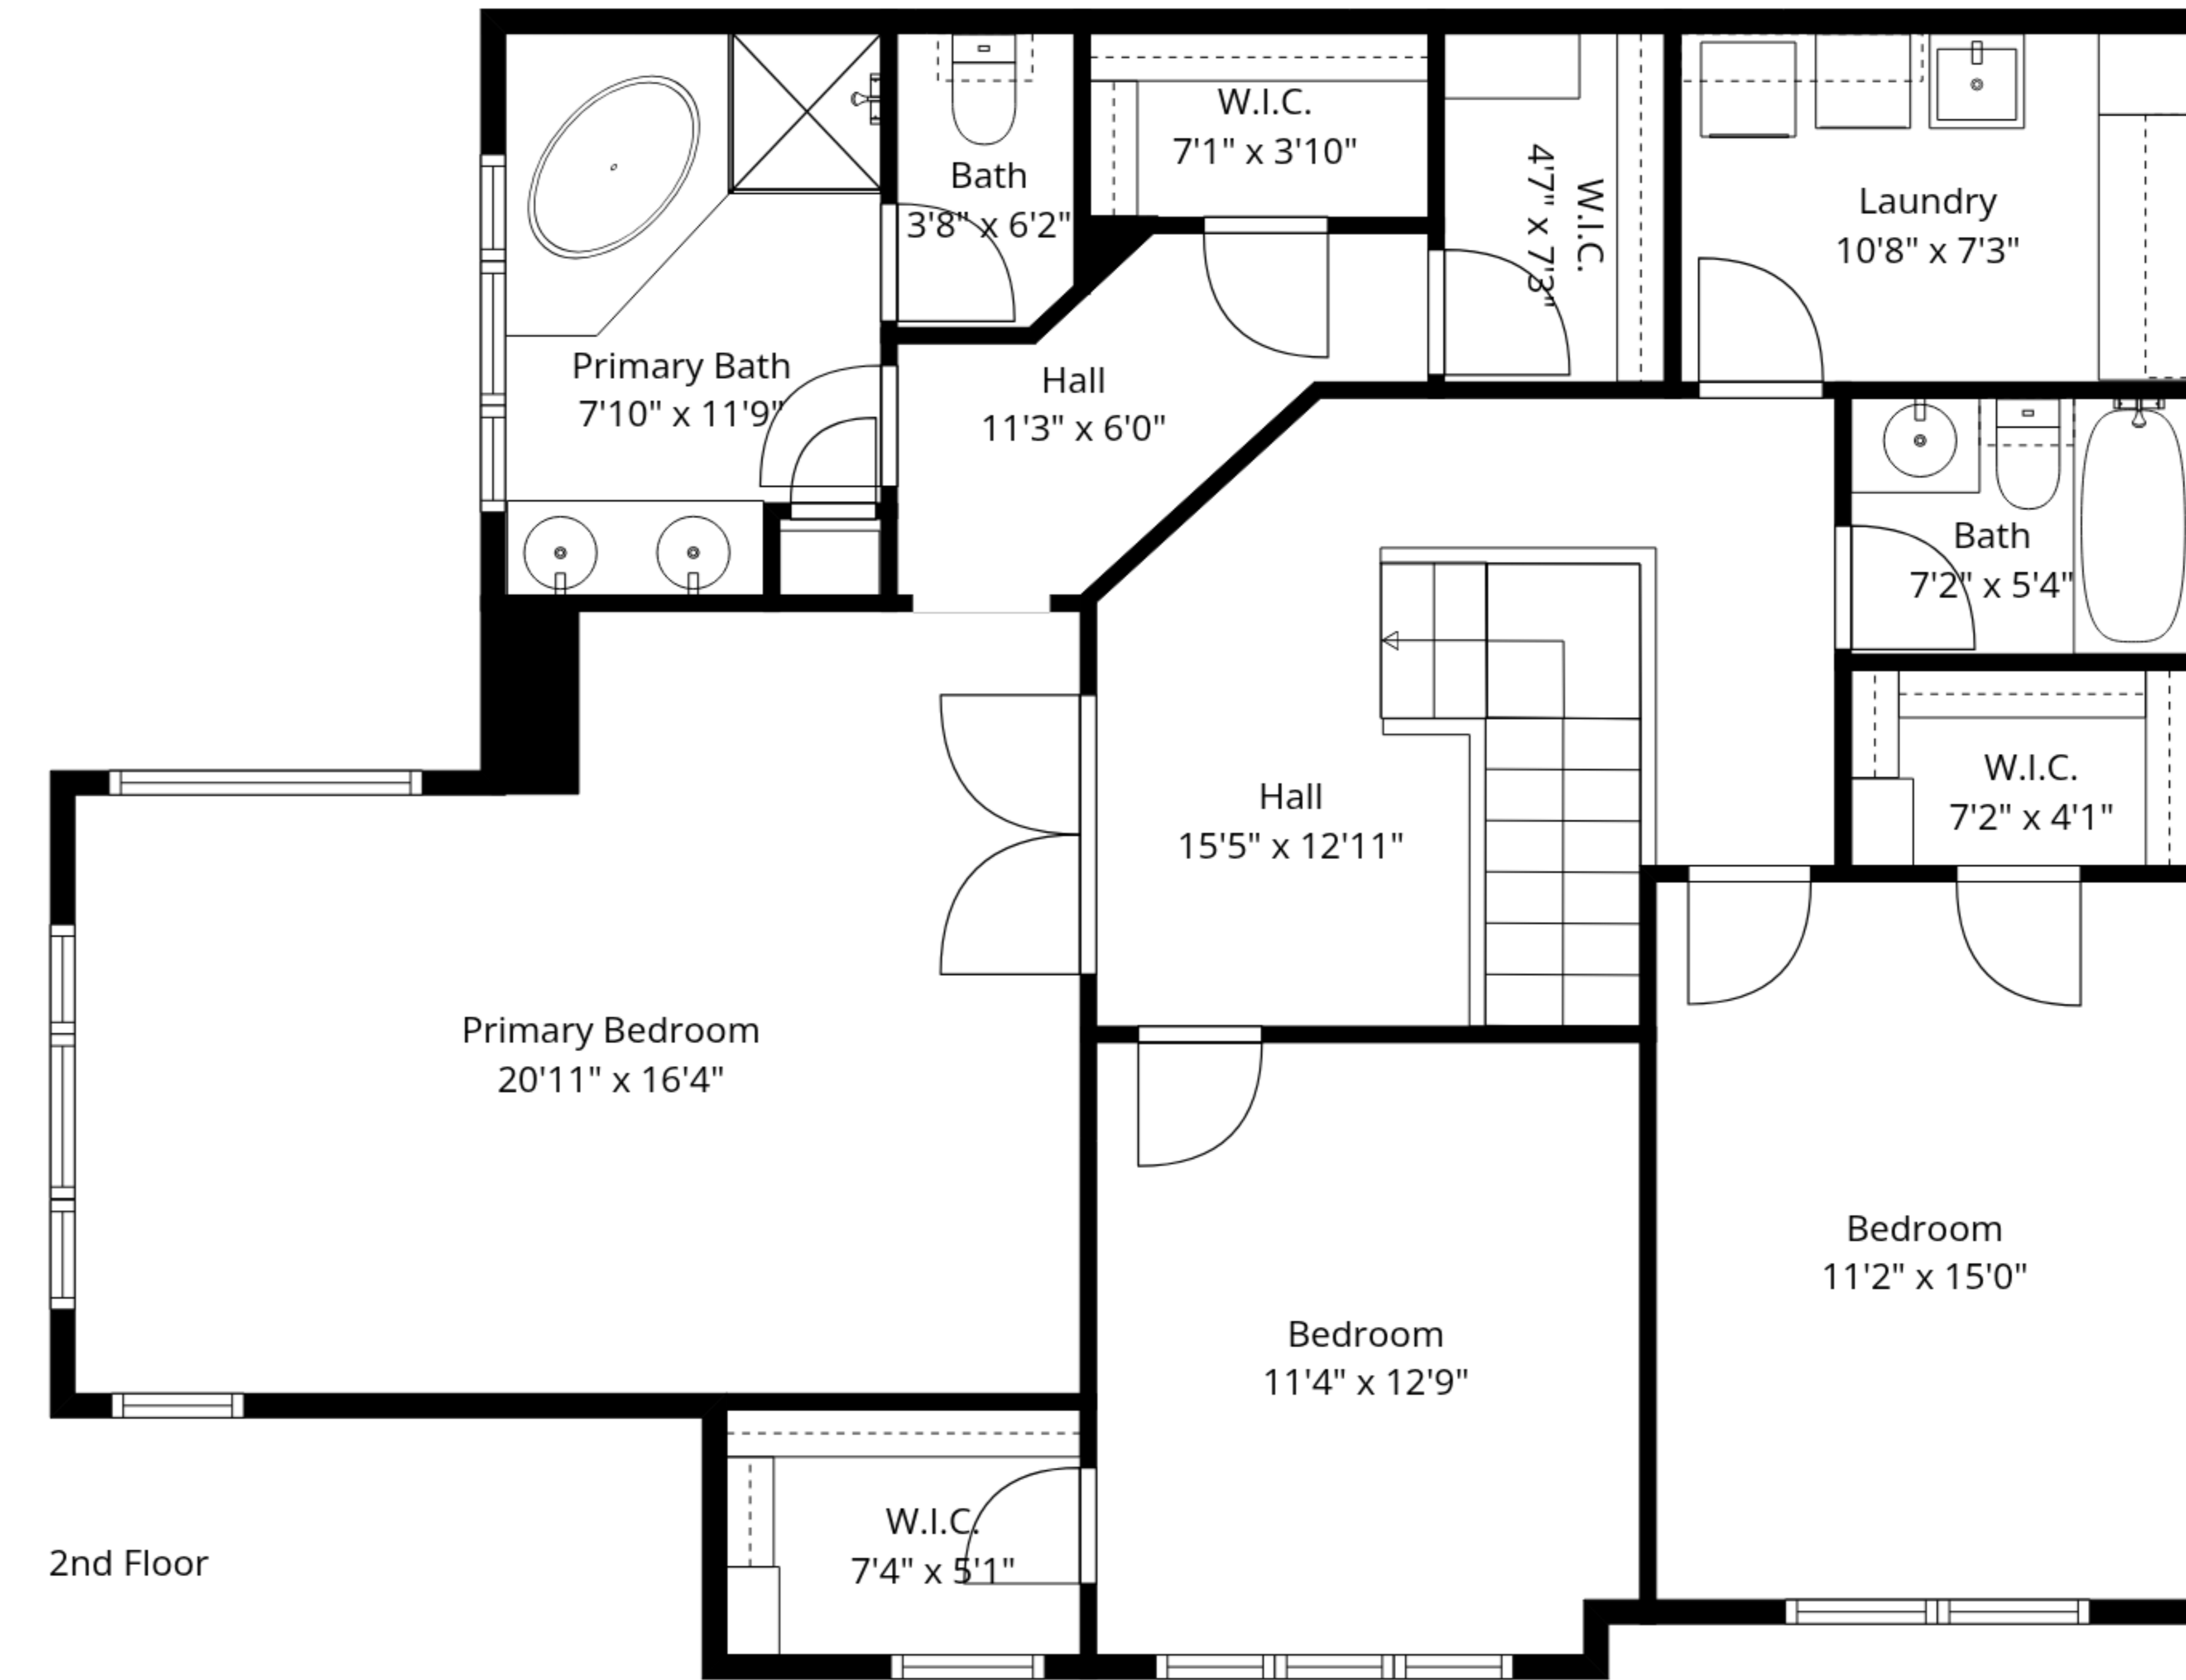 W.I.C.
7'1" x 3'10"
Bath
3'8" x 6'2"
W.I.C.
4'7" x 7'3"
Laundry
10'8" x 7'3"
Primary Bath
7'10" x 11'9"
Hall
11'3" x 6'0"
Bath
7'2" x 5'4"
W.I.C.
7'2" x 4'1"
Hall
15'5" x 12'11"
Primary Bedroom
20'11" x 16'4"
Bedroom
11'2" x 15'0"
Bedroom
11'4" x 12'9"
W.I.C.
7'4" x 5'1"
2nd Floor